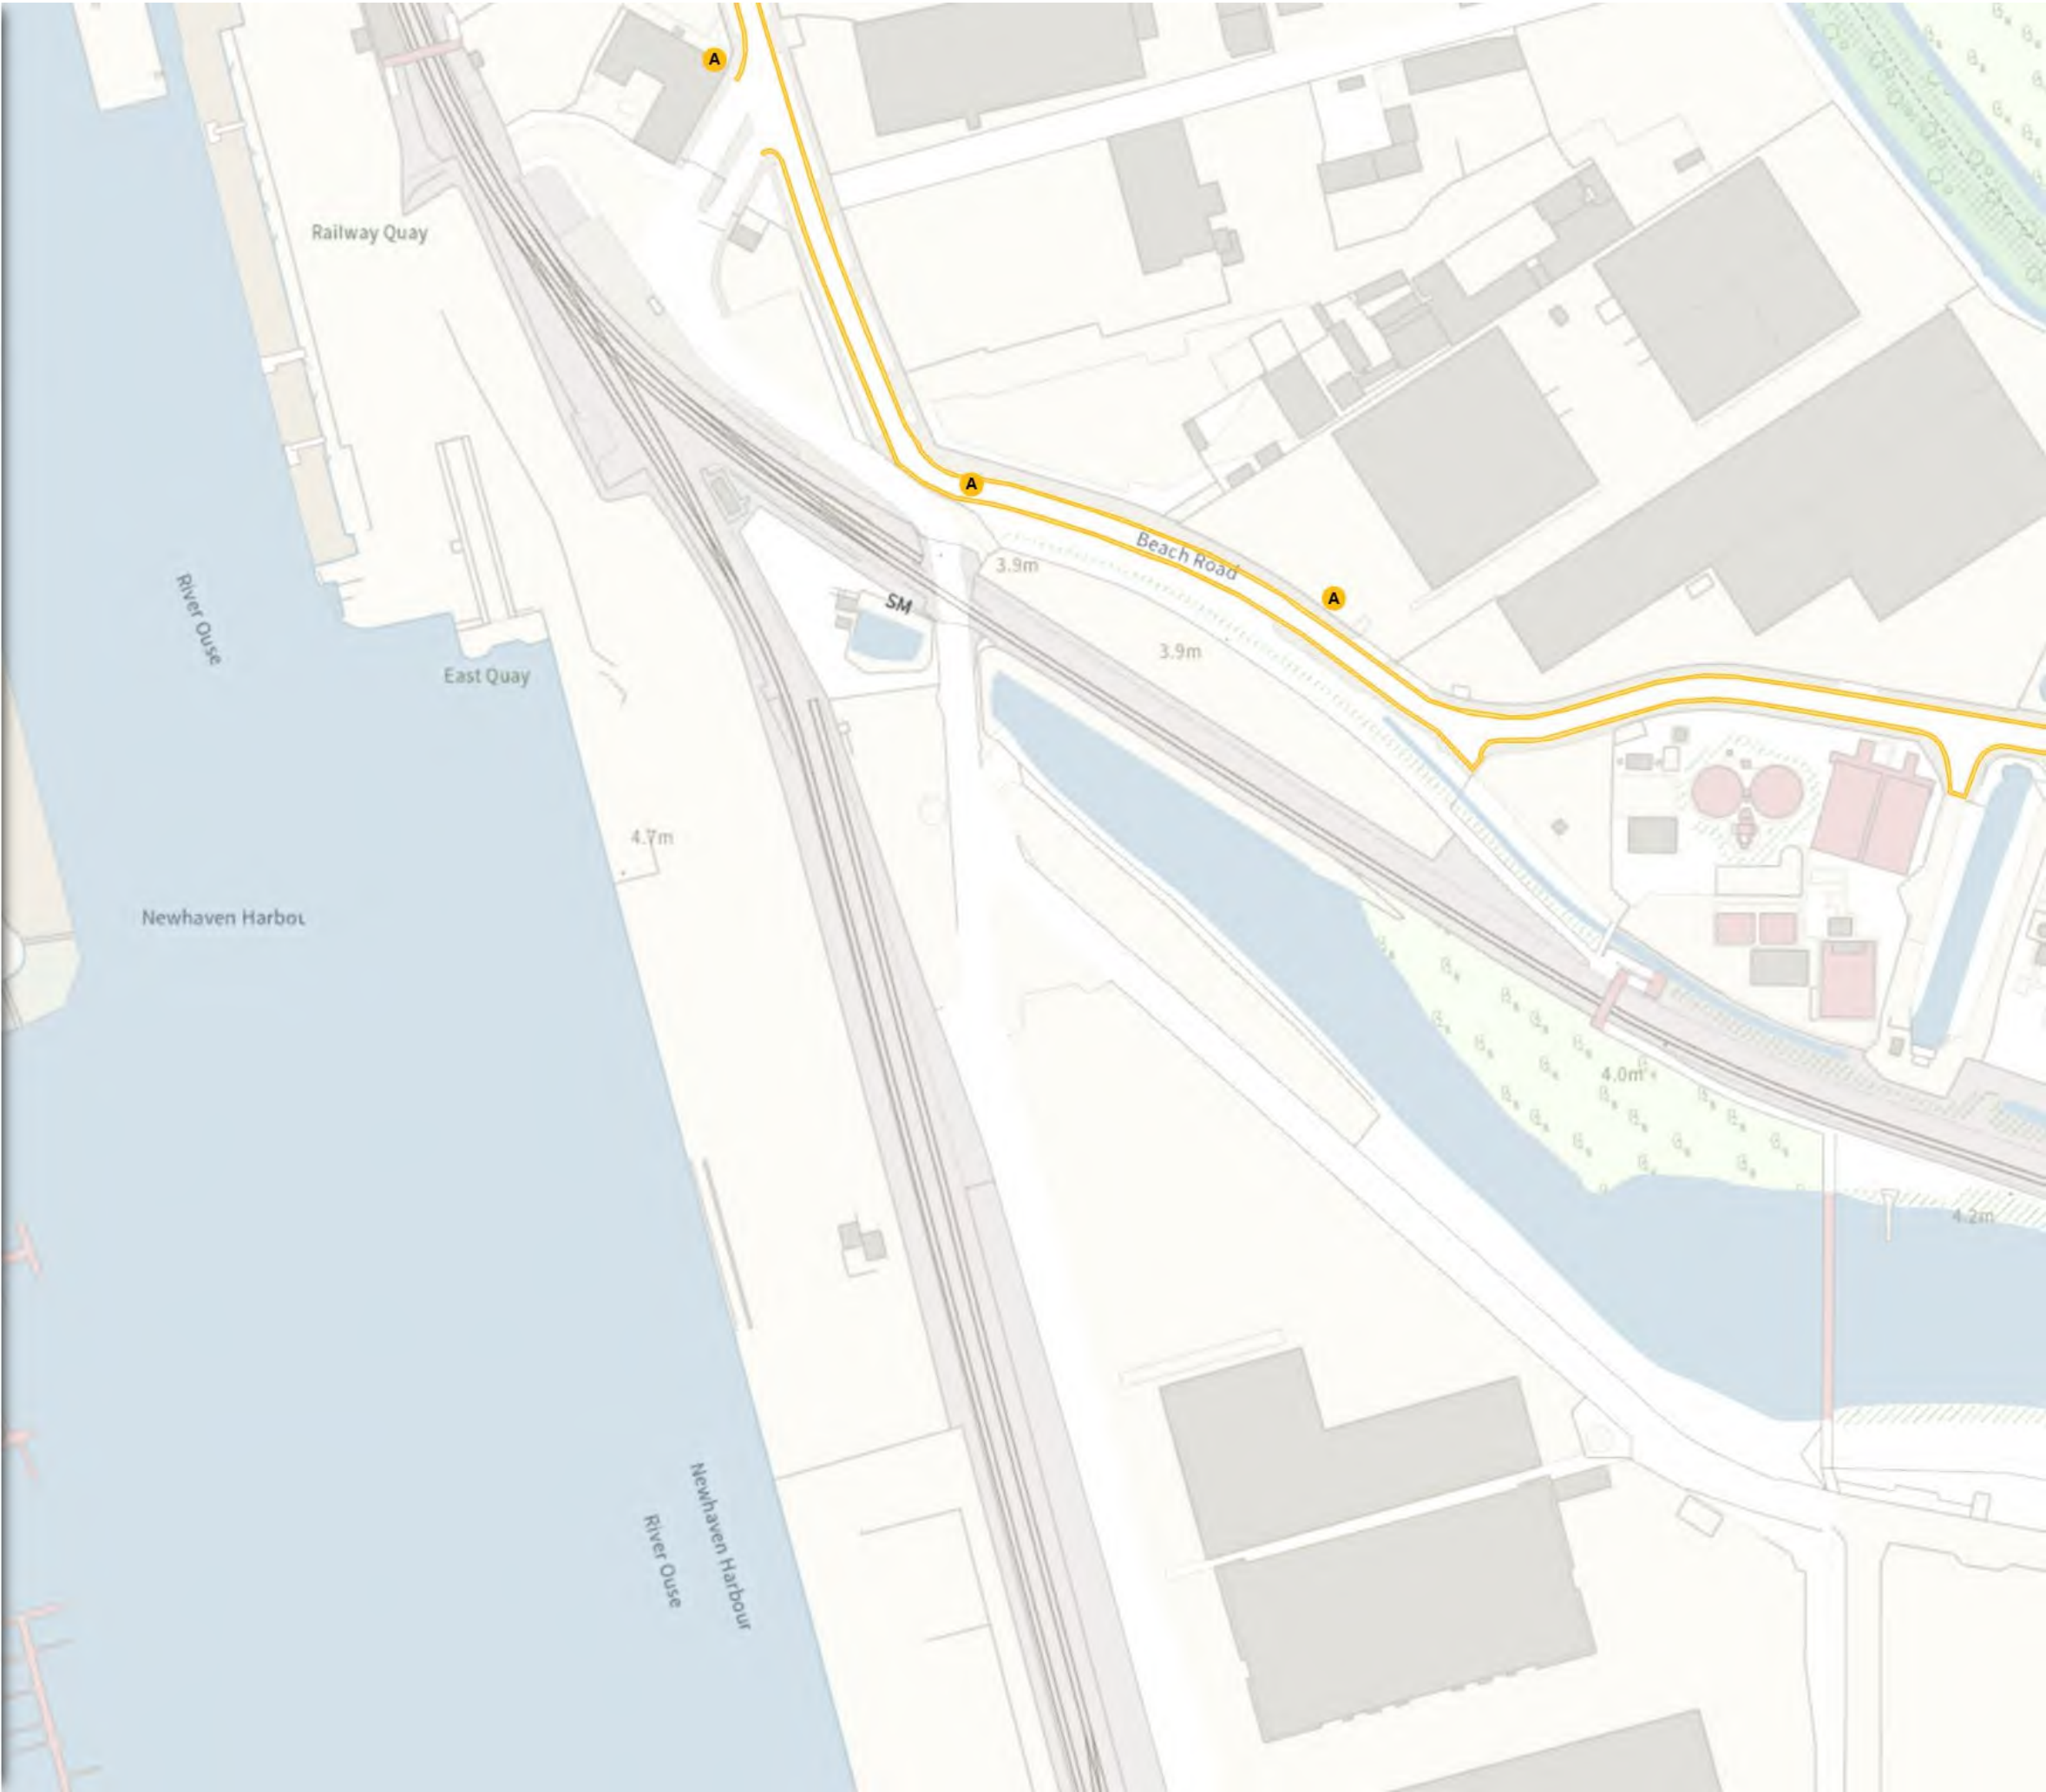 A
Railway Quay
A
Beach Road
3.9m
A
SM
River Ouse
3.9m
East Quay
4.7m
Newhaven Harbou
4.0m
4.2m
Newhaven Harbour
River Ouse